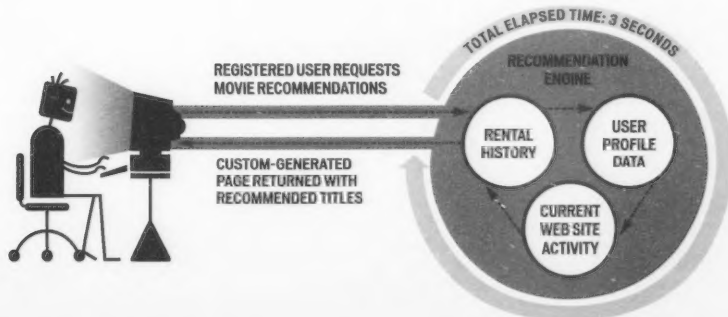 TOTAL ELAPSED TIME: 3 SECONDS
REGISTERED USER REQUESTS
MOVIE RECOMMENDATIONS
RECOMMENDATION
ENGINE
RENTAL
HISTORY
USER
PROFILE
DATA
CUSTOM-GENERATED
PAGE RETURNED WITH
RECOMMENDED TITLES
CURRENT
WEB SITE
ACTIVITY